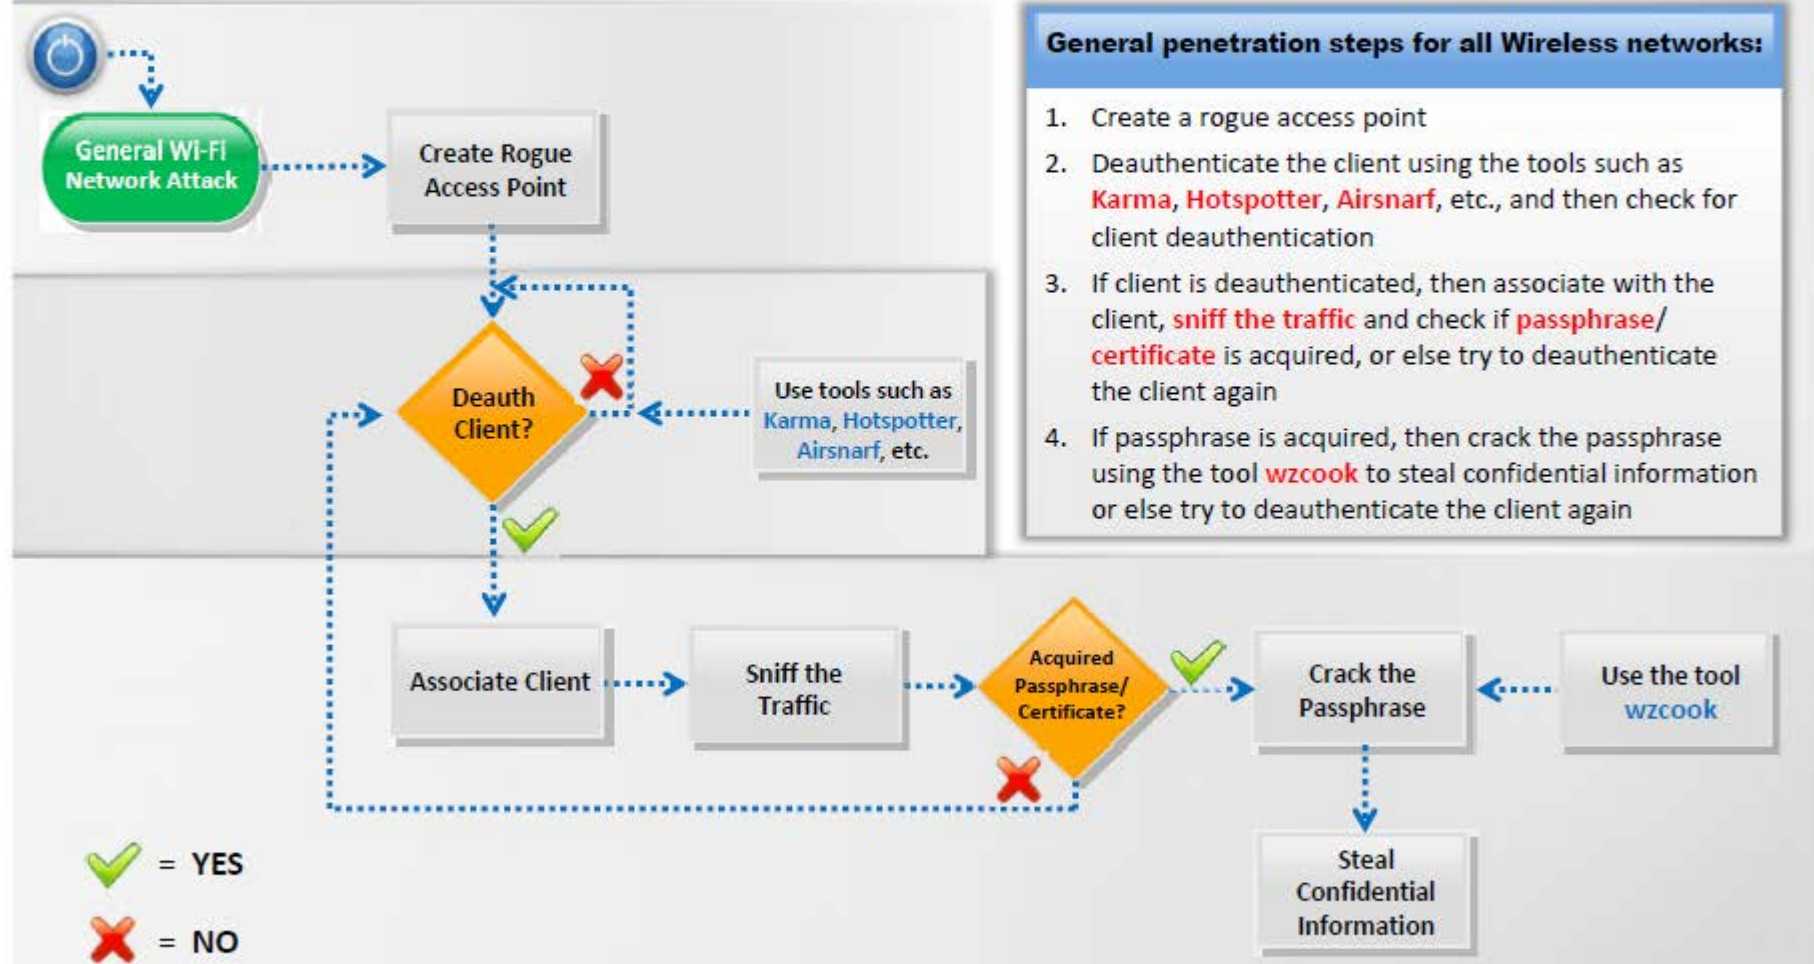 General Wi-Fi
Network Attack
Create Rogue
Access Point
General penetration steps for all Wireless networks:
1. Create a rogue access point
2. Deauthenticate the client using the tools such as
Karma, Hotspotter, Airsnarf, etc., and then check for
client deauthentication
3. If client is deauthenticated, then associate with the
client, sniff the traffic and check if passphrase/
certificate is acquired, or else try to deauthenticate
the client again
4. If passphrase is acquired, then crack the passphrase
using the tool wzcook to steal confidential information
or else try to deauthenticate the client again
Deauth
Client?
Use tools such as
Karma, Hotspotter,
Airsnarf, etc.
Associate Client
Sniff the
Traffic
Acquired
Passphrase/
Certificate?
Crack the
Passphrase
Use the tool
wzcook
Steal
Confidential
Information
= YES
= NO